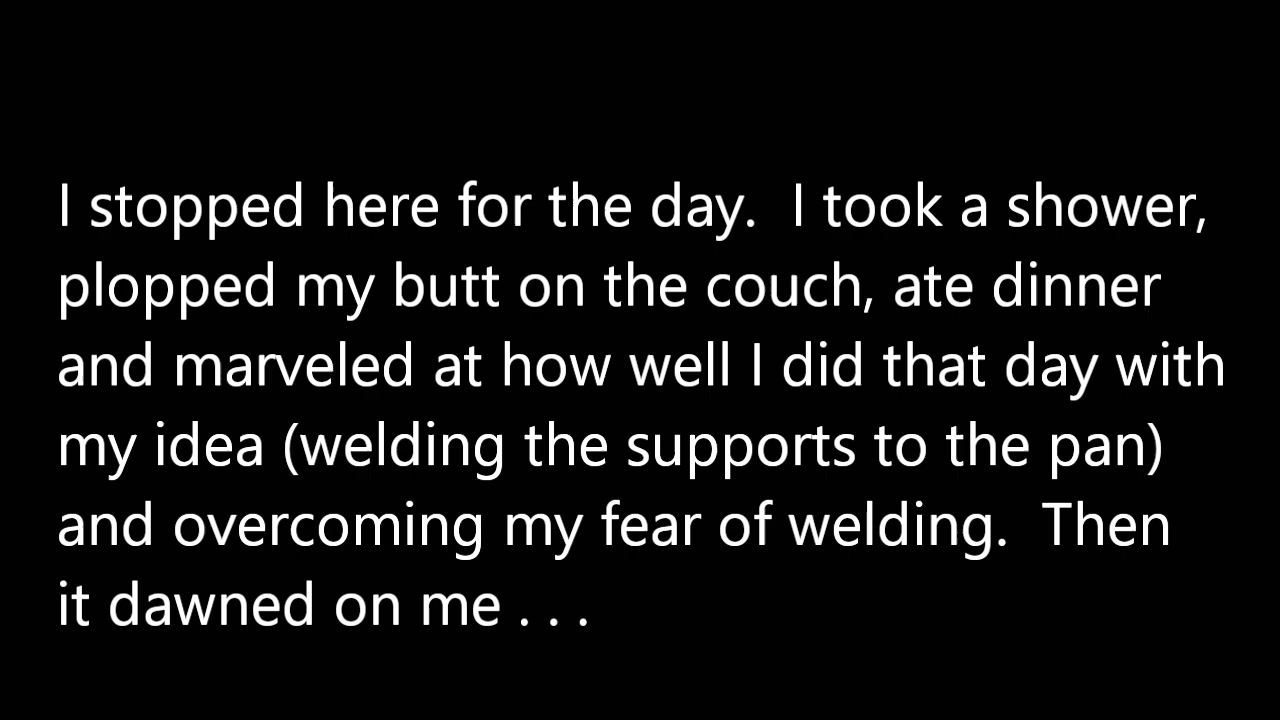 I stopped here for the day.  I took a shower,
plopped my butt on the couch, ate dinner
and marveled at how well I did that day with
my idea (welding the supports to the pan)
and overcoming my fear of welding.  Then
it dawned on me . . .